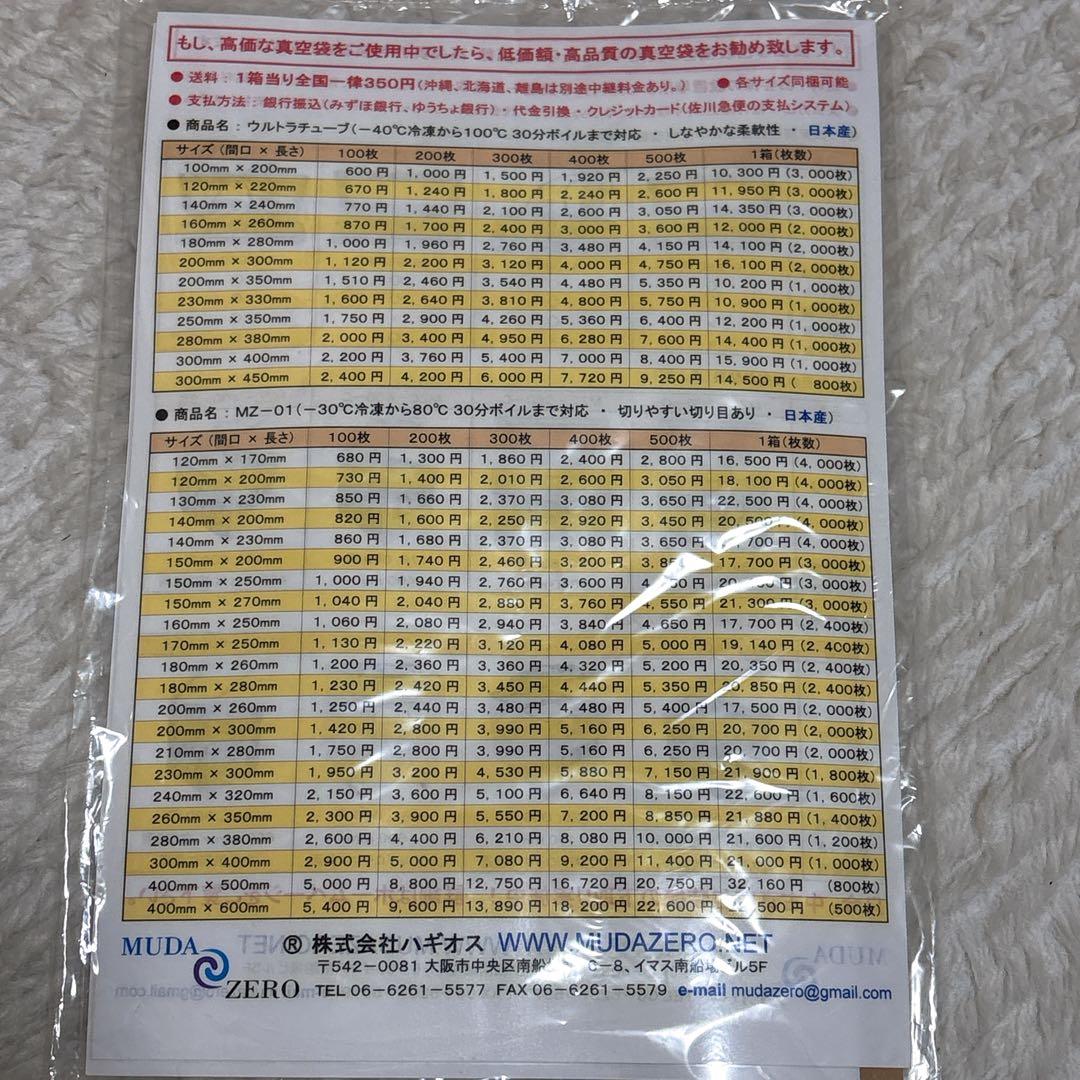 もし、高価な真空袋をご使用中でしたら、低価額・高品質の真空袋をお勧め致します。
● 送料：1箱当り全国一律350円(沖縄、北海道、離島は別途中継料金あり。) ● 各サイズ同梱可能
● 支払方法：銀行振込(みずほ銀行、ゆうちょ銀行)・代金引換・クレジットカード(佐川急便の支払システム)
● 商品名：ウルトラチューブ(－40℃冷凍から100℃ 30分ボイルまで対応 ・ しなやかな柔軟性 ・ 日本産)
サイズ (間口 × 長さ) 100枚 200枚 300枚 400枚 500枚 1箱(枚数)
100mm × 200mm 600円 1,000円 1,500円 1,920円 2,250円 10,300円(3,000枚)
120mm × 220mm 670円 1,240円 1,800円 2,240円 2,600円 11,950円(3,000枚)
140mm × 240mm 770円 1,440円 2,100円 2,600円 3,050円 14,350円(3,000枚)
160mm × 260mm 870円 1,700円 2,400円 3,000円 3,600円 12,000円(2,000枚)
180mm × 280mm 1,000円 1,960円 2,760円 3,480円 4,150円 14,100円(2,000枚)
200mm × 300mm 1,120円 2,200円 3,120円 4,000円 4,750円 16,100円(2,000枚)
200mm × 350mm 1,510円 2,460円 3,540円 4,480円 5,350円 10,200円(1,000枚)
230mm × 330mm 1,600円 2,640円 3,810円 4,800円 5,750円 10,900円(1,000枚)
250mm × 350mm 1,750円 2,900円 4,260円 5,360円 6,400円 12,200円(1,000枚)
280mm × 380mm 2,000円 3,400円 4,950円 6,280円 7,600円 14,400円(1,000枚)
300mm × 400mm 2,200円 3,760円 5,400円 7,000円 8,400円 15,900円(1,000枚)
300mm × 450mm 2,400円 4,200円 6,000円 7,720円 9,250円 14,500円( 800枚)
● 商品名：MZ－01(－30℃冷凍から80℃ 30分ボイルまで対応 ・ 切りやすい切り目あり ・ 日本産)
サイズ (間口 × 長さ) 100枚 200枚 300枚 400枚 500枚 1箱(枚数)
120mm × 170mm 680円 1,300円 1,860円 2,400円 2,800円 16,500円(4,000枚)
120mm × 200mm 730円 1,400円 2,010円 2,600円 3,050円 18,100円(4,000枚)
130mm × 230mm 850円 1,660円 2,370円 3,080円 3,650円 22,500円(4,000枚)
140mm × 200mm 820円 1,600円 2,250円 2,920円 3,450円 (4,000枚)
140mm × 230mm 860円 1,680円 2,370円 3,080円 3,650円 (4,000枚)
150mm × 200mm 900円 1,740円 2,460円 3,200円 17,700円(3,000枚)
150mm × 250mm 1,000円 1,940円 2,760円 3,600円 (3,000枚)
150mm × 270mm 1,040円 2,040円 2,880円 3,760円 4,550円 21,300円(3,000枚)
160mm × 250mm 1,060円 2,080円 2,940円 3,840円 4,650円 17,700円(2,400枚)
170mm × 250mm 1,130円 2,220円 3,120円 4,080円 5,000円 19,140円(2,400枚)
180mm × 260mm 1,200円 2,360円 3,360円 4,320円 5,200円 20,350円(2,400枚)
180mm × 280mm 1,230円 2,420円 3,450円 4,440円 5,350円 20,850円(2,400枚)
200mm × 260mm 1,250円 2,440円 3,480円 4,480円 5,400円 17,500円(2,000枚)
200mm × 300mm 1,420円 2,800円 3,990円 5,160円 6,250円 20,700円(2,000枚)
210mm × 280mm 1,750円 2,800円 3,990円 5,160円 6,250円 20,700円(2,000枚)
230mm × 300mm 1,950円 3,200円 4,530円 5,880円 7,150円 21,900円(1,800枚)
240mm × 320mm 2,150円 3,600円 5,100円 6,640円 8,150円 22,600円(1,600枚)
260mm × 350mm 2,300円 3,900円 5,550円 7,200円 8,850円 21,880円(1,400枚)
280mm × 380mm 2,600円 4,400円 6,210円 8,080円 10,000円 21,600円(1,200枚)
300mm × 400mm 2,900円 5,000円 7,080円 9,200円 11,400円 21,000円(1,000枚)
400mm × 500mm 5,000円 8,800円 12,750円 16,720円 20,750円 32,160円 (800枚)
400mm × 600mm 5,400円 9,600円 13,890円 18,200円 22,600円 (500枚)
MUDA ZERO
® 株式会社ハギオス WWW.MUDAZERO.NET
〒542－0081 大阪市中央区南船 6－8、イマス南船場ビル5F
TEL 06－6261－5577 FAX 06－6261－5579 e-mail mudazero@gmail.com